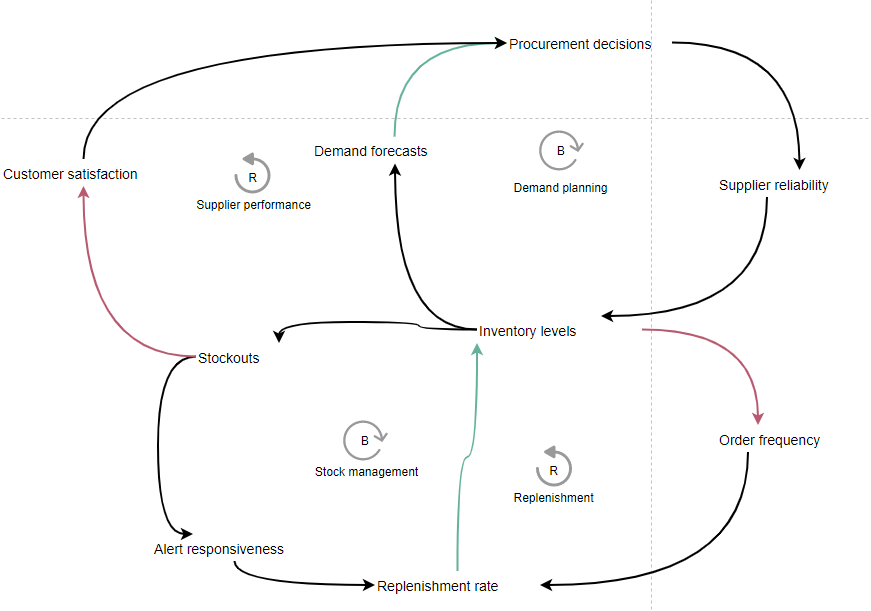 Procurement decisions
Demand forecasts
B
Customer satisfaction
R
Demand planning
Supplier reliability
Supplier performance
Inventory levels
Stockouts
B
Order frequency
Stock management
R
Replenishment
Alert responsiveness
Replenishment rate